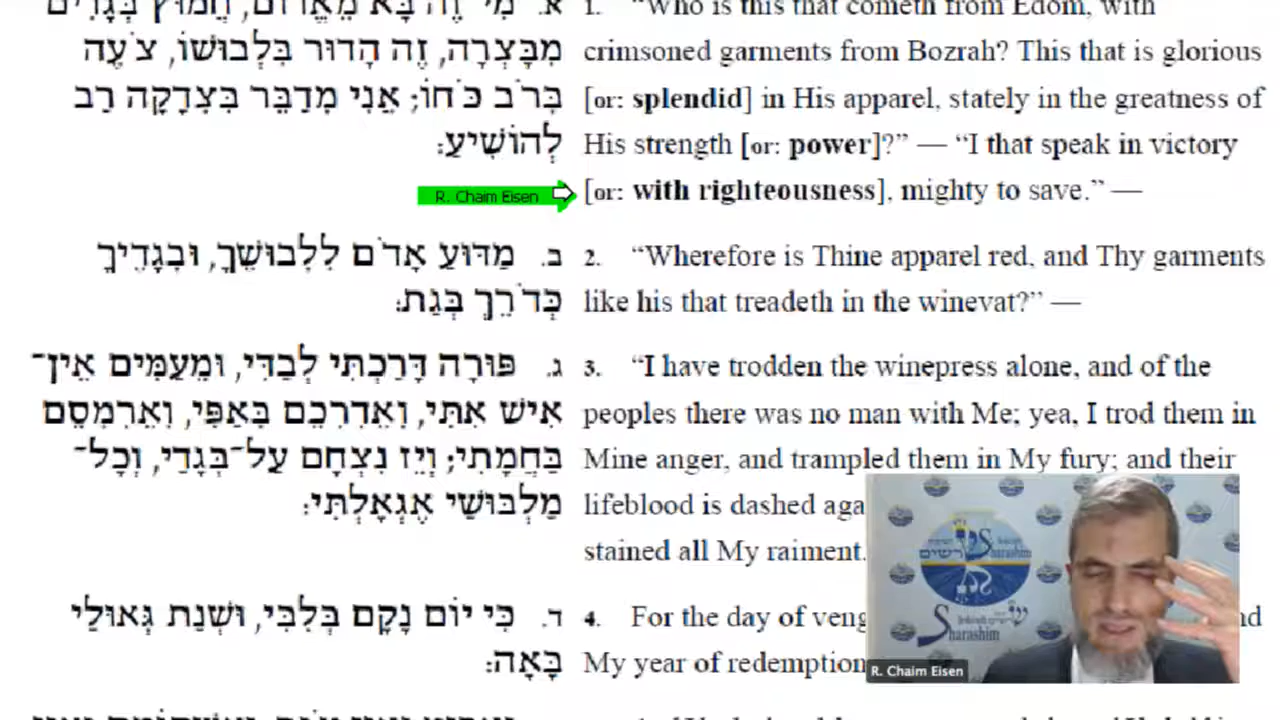 א. מִי־זֶה בָּא מֵאֱדוֹם, חֲמוּץ בְּגָדִים
מִבָּצְרָה, זֶה הָדוּר בִּלְבוּשׁוֹ, צֹעֶה
בְּרֹב כֹּחוֹ; אֲנִי מְדַבֵּר בִּצְדָקָה רַב
לְהוֹשִׁיעַ:
1. “Who is this that cometh from Edom, with
crimsoned garments from Bozrah? This that is glorious
[or: splendid] in His apparel, stately in the greatness of
His strength [or: power]?” — “I that speak in victory
R. Chaim Eisen
[or: with righteousness], mighty to save.” —
ב. מַדּוּעַ אָדֹם לִלְבוּשֶׁךָ, וּבְגָדֶיךָ
כְּדֹרֵךְ בְּגַת:
2. “Wherefore is Thine apparel red, and Thy garments
like his that treadeth in the winevat?” —
ג. פּוּרָה דָּרַכְתִּי לְבַדִּי, וּמֵעַמִּים אֵין־
אִישׁ אִתִּי, וְאֶדְרְכֵם בְּאַפִּי, וְאֶרְמְסֵם
בַּחֲמָתִי; וְיֵז נִצְחָם עַל־בְּגָדַי, וְכָל־
מַלְבּוּשַׁי אֶגְאָלְתִּי:
3. “I have trodden the winepress alone, and of the
peoples there was no man with Me; yea, I trod them in
Mine anger, and trampled them in My fury; and their
lifeblood is dashed aga
stained all My raiment.
ד. כִּי יוֹם נָקָם בְּלִבִּי, וּשְׁנַת גְּאוּלַי
בָּאָה:
4. For the day of veng nd
My year of redemption
שרשים
Sharashim
Sharashim
R. Chaim Eisen